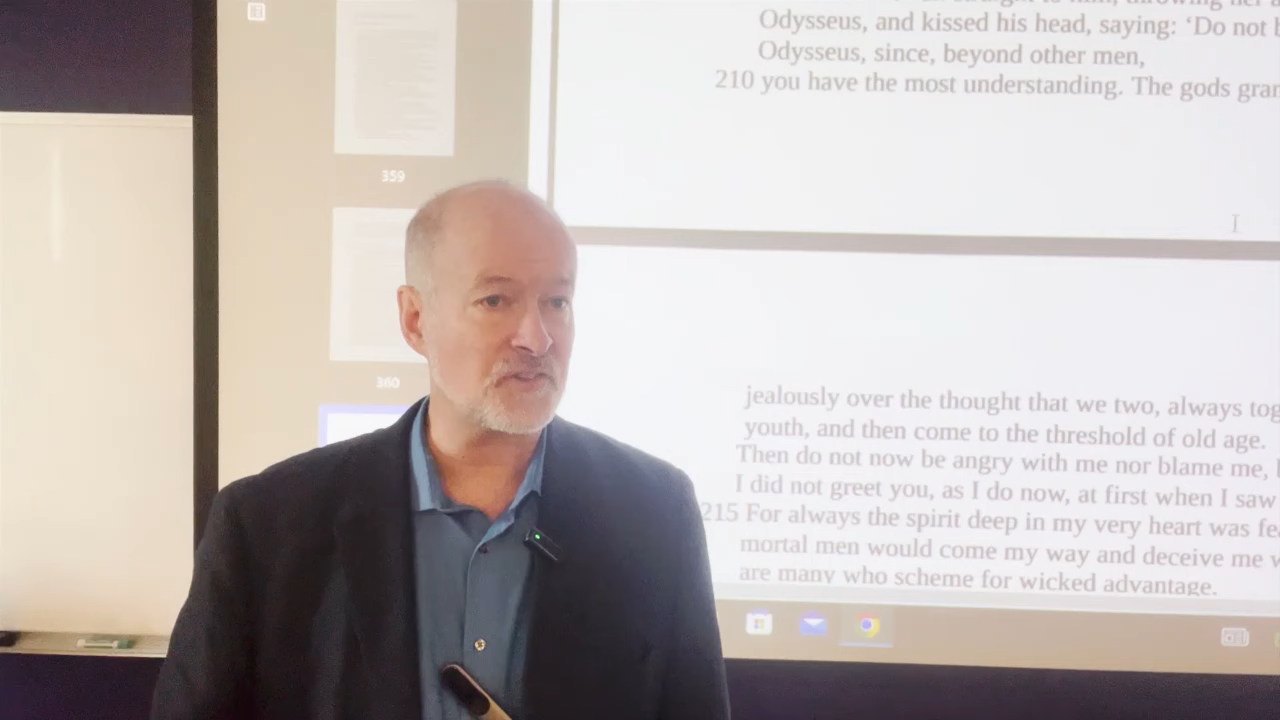 Odysseus, and kissed his head, saying: ‘Do not
Odysseus, since, beyond other men,
210 you have the most understanding. The gods
359
360
jealously over the thought that we two, always
youth, and then come to the threshold of old age.
Then do not now be angry with me nor blame me,
I did not greet you, as I do now, at first when I saw
215 For always the spirit deep in my very heart was
mortal men would come my way and deceive me
are many who scheme for wicked advantage.